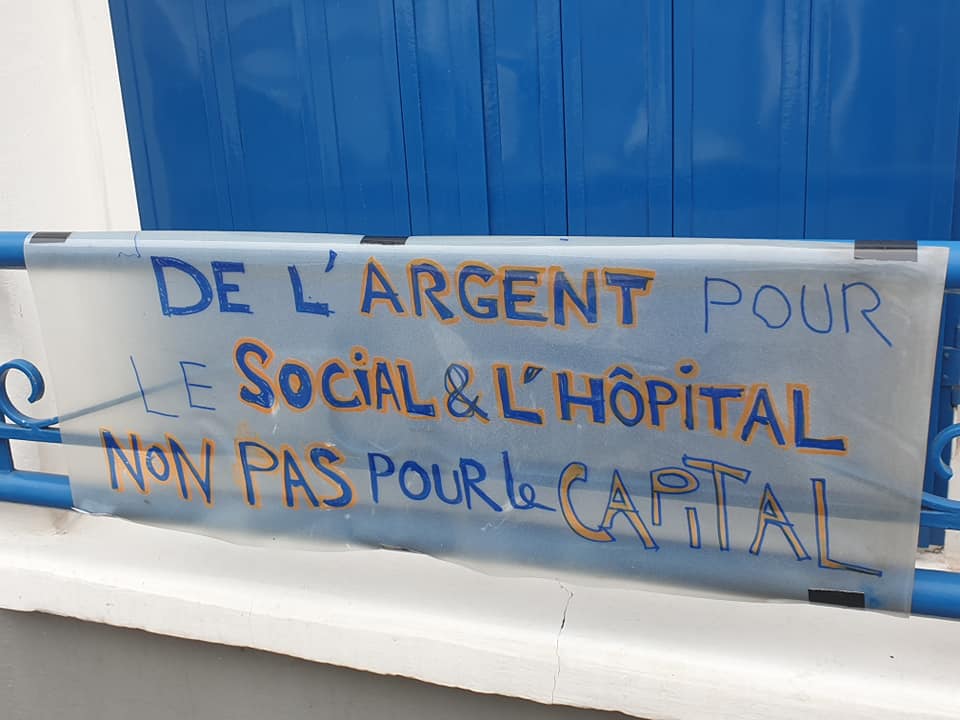 DE L'ARGENT POUR
LE SOCIAL & L'HÔPITAL
NON PAS POUR le CAPITAL